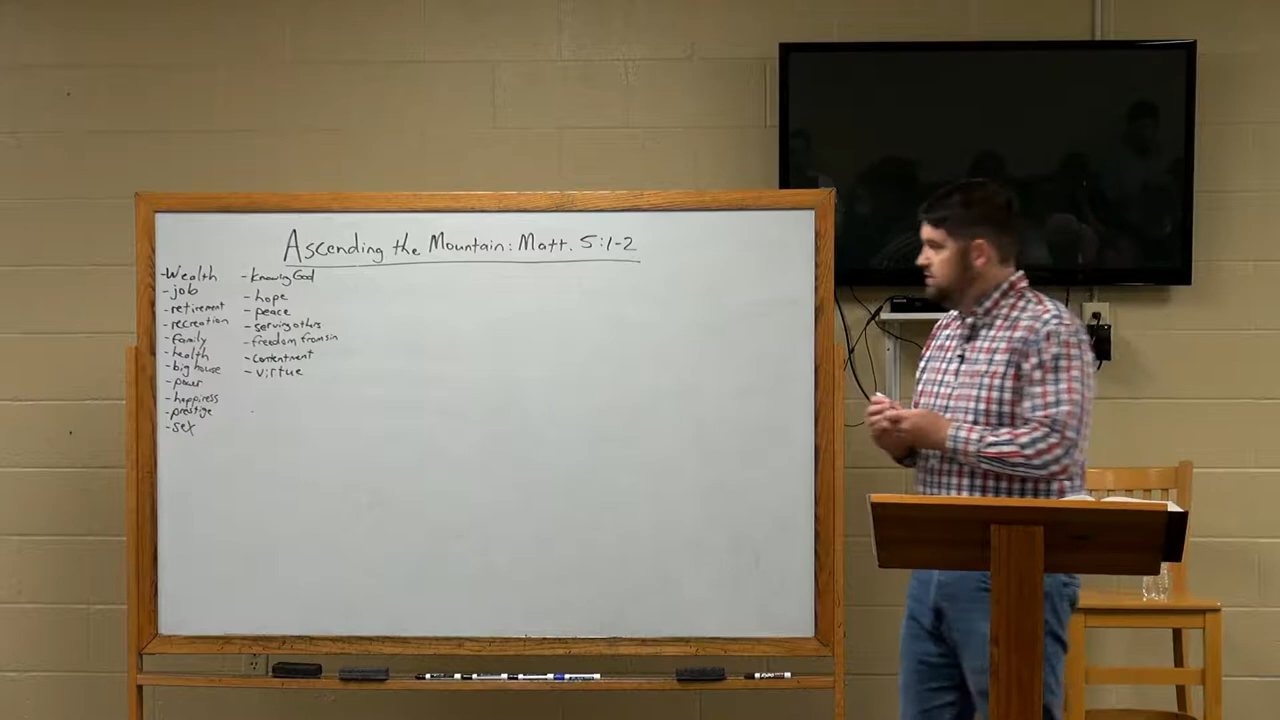 Ascending the Mountain: Matt. 5:1-2
-Wealth
-job
-retirement
-recreation
-family
-health
-big house
-power
-happiress
-prestige
-sex
-knowing God
-hope
-peace
-serving others
-freedom from sin
-contentment
-virtue